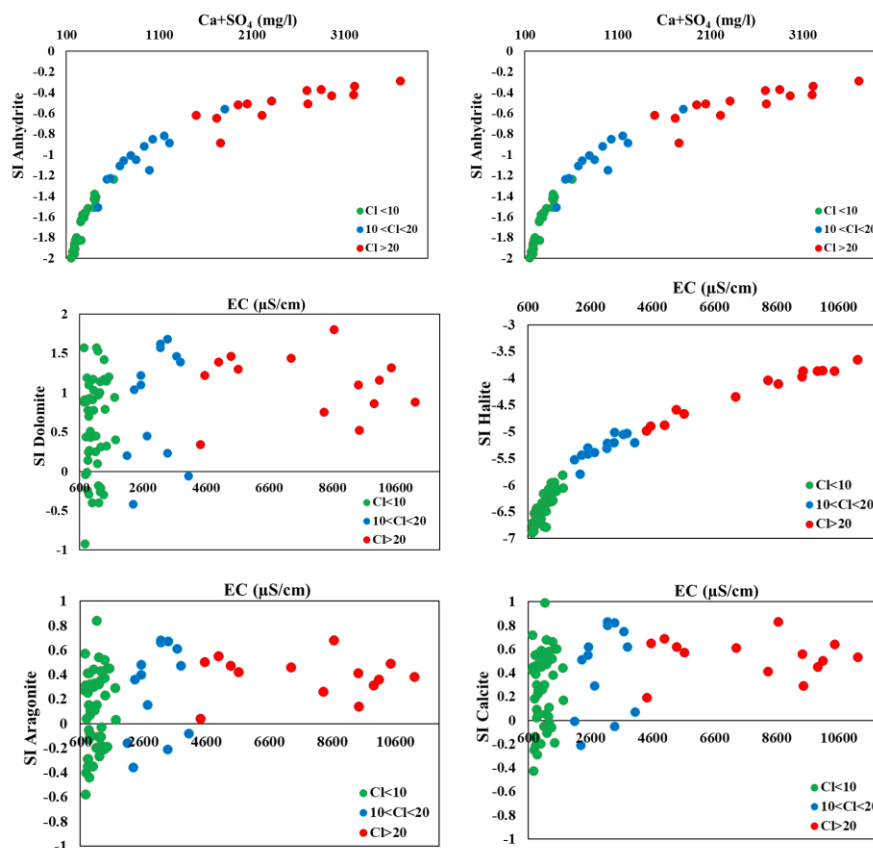 Ca+SO4 (mg/l)
100 1100 2100 3100
0
-0.2
-0.4
-0.6
-0.8
-1
-1.2
-1.4
-1.6
-1.8
-2
SI Anhydrite
Cl <10
10 <Cl<20
Cl >20
Ca+SO4 (mg/l)
100 1100 2100 3100
0
-0.2
-0.4
-0.6
-0.8
-1
-1.2
-1.4
-1.6
-1.8
-2
SI Anhydrite
Cl <10
10 <Cl<20
Cl >20
EC (µS/cm)
2
1.5
1
0.5
0
-0.5
-1
SI Dolomite
600 2600 4600 6600 8600 10600
Cl<10
10<Cl<20
Cl>20
EC (µS/cm)
600 2600 4600 6600 8600 10600
-3
-3.5
-4
-4.5
-5
-5.5
-6
-6.5
-7
SI Halite
Cl<10
10<Cl<20
Cl>20
EC (µS/cm)
1
0.8
0.6
0.4
0.2
0
-0.2
-0.4
-0.6
-0.8
-1
SI Aragonite
600 2600 4600 6600 8600 10600
Cl<10
10<Cl<20
Cl>20
EC (µS/cm)
1
0.8
0.6
0.4
0.2
0
-0.2
-0.4
-0.6
-0.8
-1
SI Calcite
600 2600 4600 6600 8600 10600
Cl<10
10<Cl<20
Cl>20